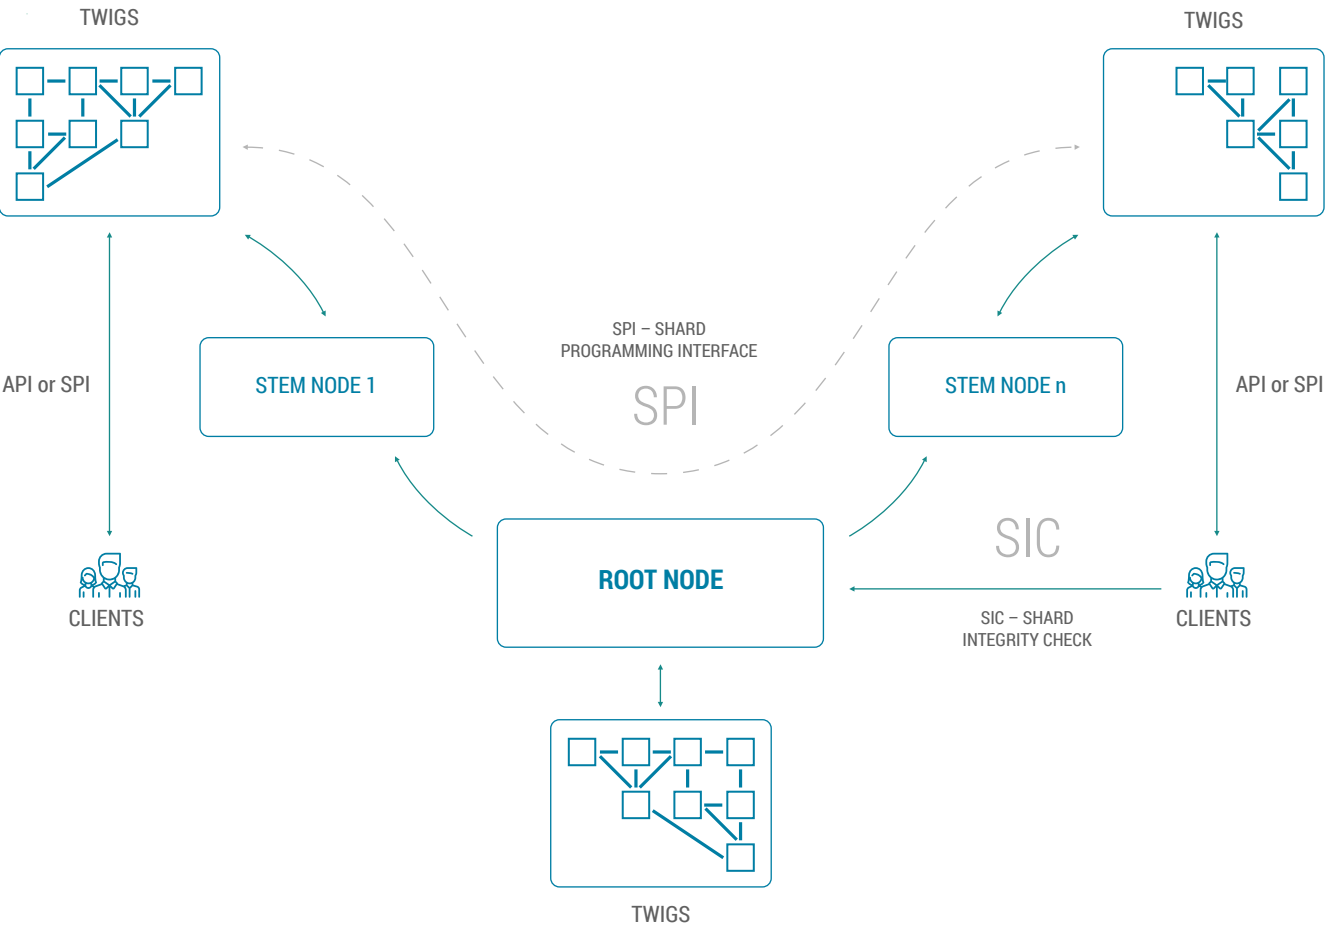 TWIGS
TWIGS
SPI – SHARD
PROGRAMMING INTERFACE
SPI
API or SPI
STEM NODE 1
STEM NODE n
API or SPI
SIC
ROOT NODE
CLIENTS
SIC – SHARD
INTEGRITY CHECK
CLIENTS
TWIGS